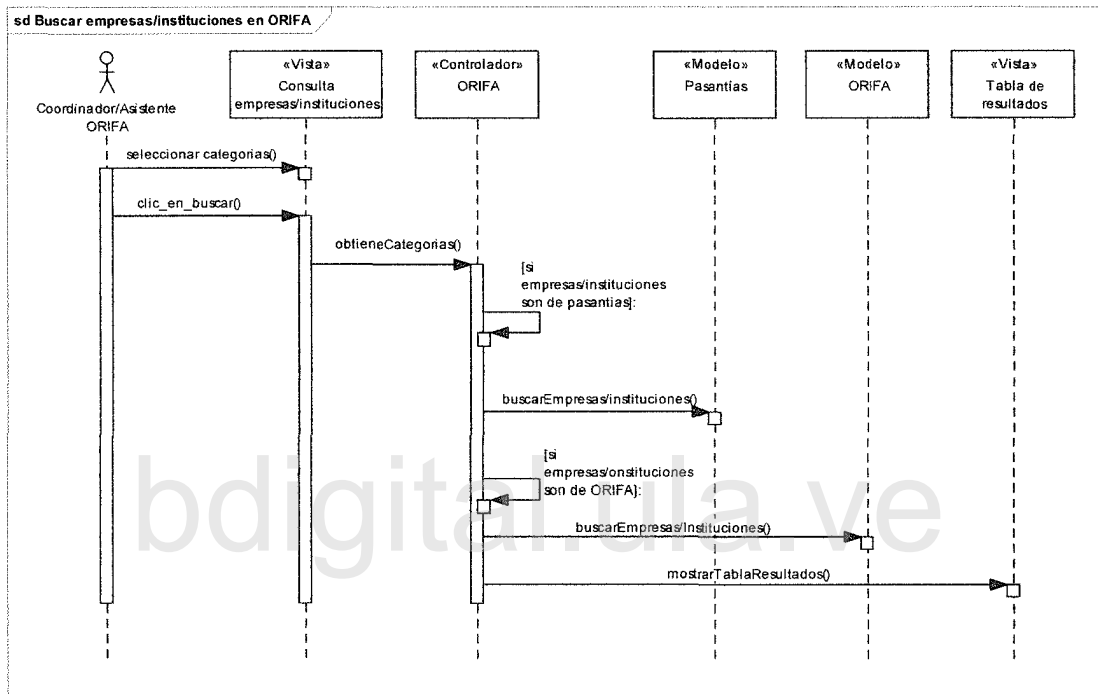 sd Buscar empresas/instituciones en ORIFA
Coordinador/Asistente
ORIFA
«Vista»
Consulta
empresas/instituciones
«Controlador»
ORIFA
«Modelo»
Pasantías
«Modelo»
ORIFA
«Vista»
Tabla de
resultados
seleccionar categorias()
clic_en_buscar()
obtieneCategorias()
[si
empresas/instituciones
son de pasantias]:
buscarEmpresas/instituciones()
[si
empresas/onstituciones
son de ORIFA]:
buscarEmpresas/Instituciones()
mostrarTablaResultados()
bdigital.ula.ve